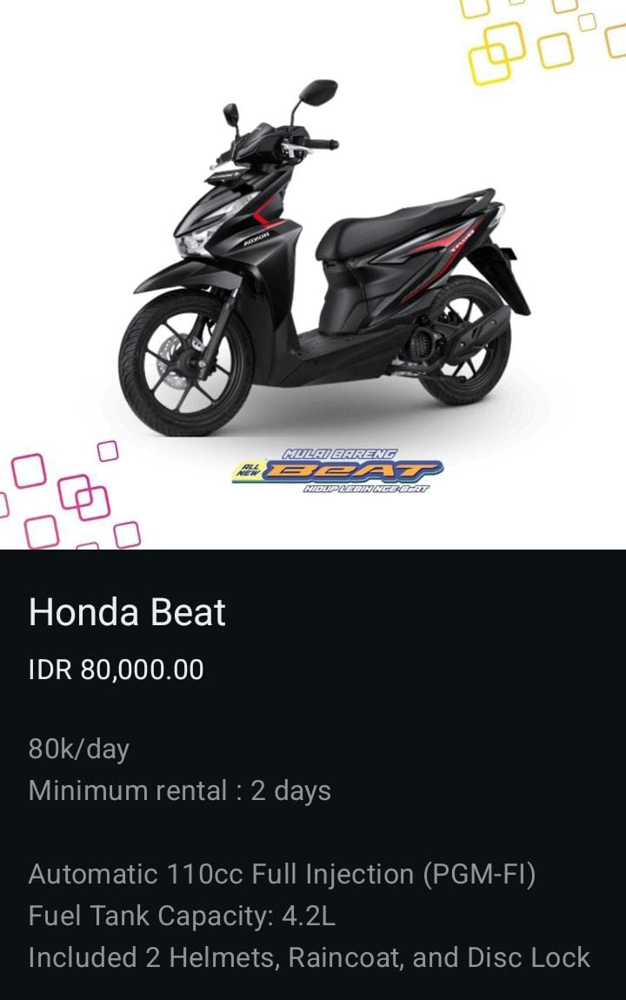 HONDA
MULAI BARENG
ALL NEW BeAT
HIDUP LEBIH NGE-BeAT
Honda Beat
IDR 80,000.00
80k/day
Minimum rental : 2 days
Automatic 110cc Full Injection (PGM-FI)
Fuel Tank Capacity: 4.2L
Included 2 Helmets, Raincoat, and Disc Lock